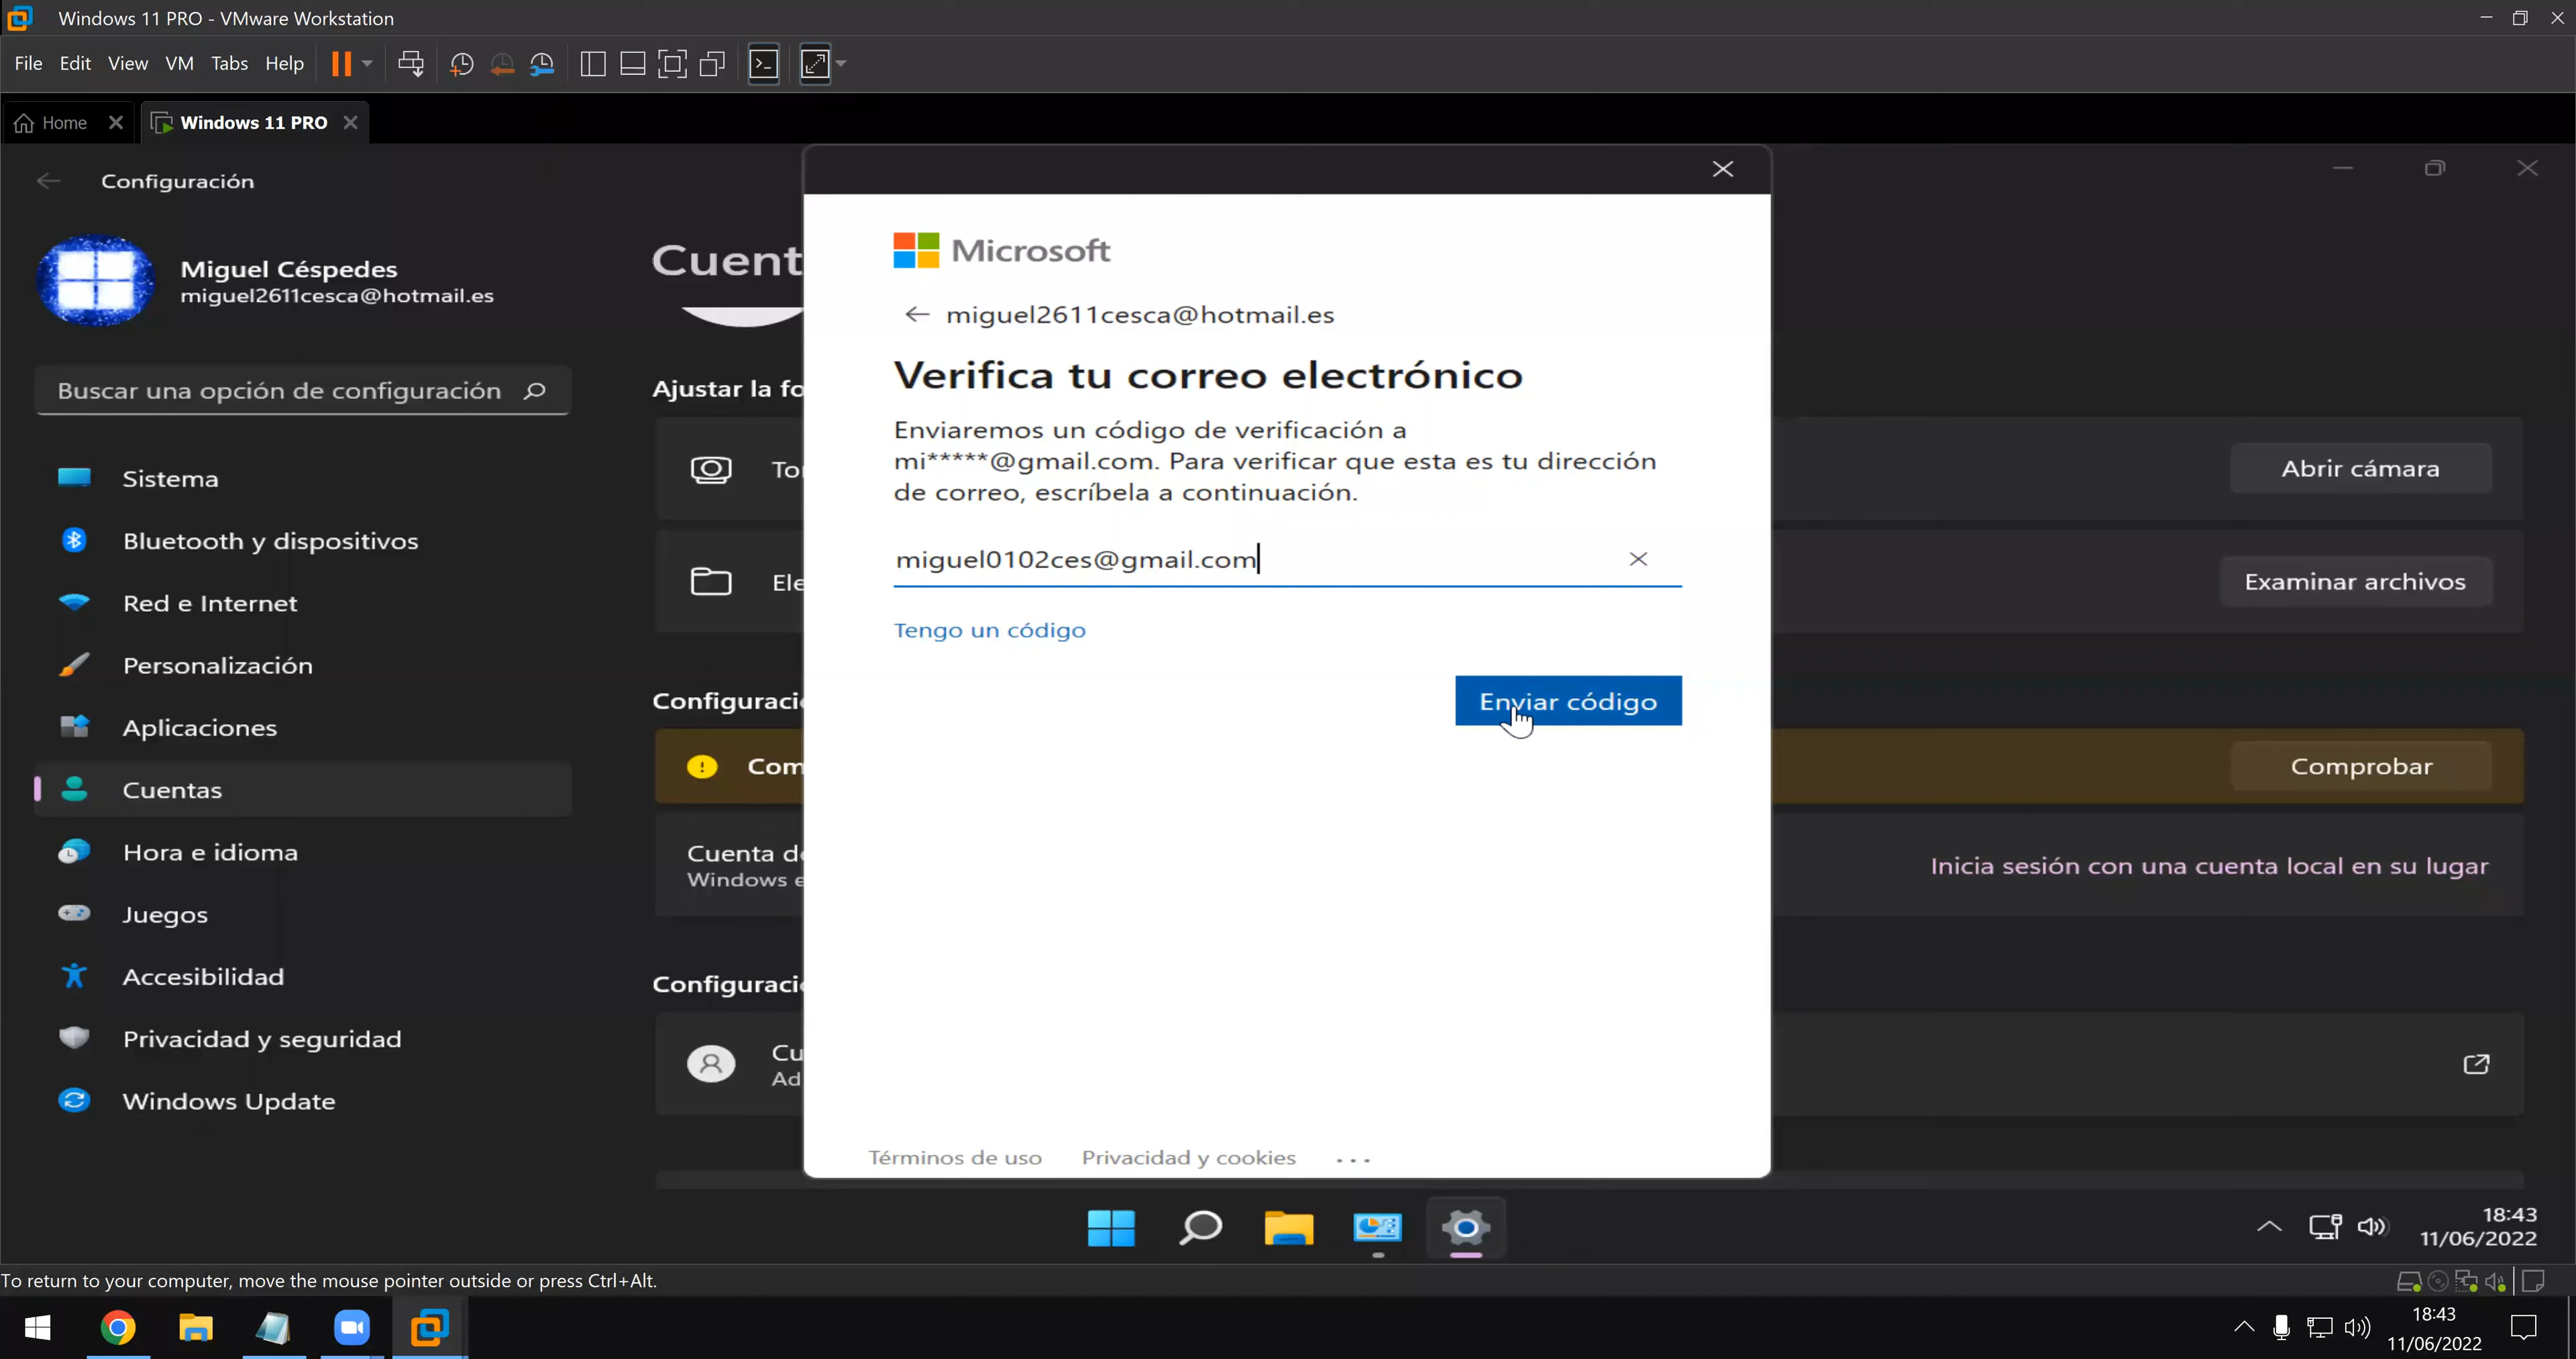 Windows 11 PRO - VMware Workstation
File Edit View VM Tabs Help
Home
Windows 11 PRO
Configuración
Miguel Céspedes
miguel2611cesca@hotmail.es
Buscar una opción de configuración
Sistema
Bluetooth y dispositivos
Red e Internet
Personalización
Aplicaciones
Cuentas
Hora e idioma
Juegos
Accesibilidad
Privacidad y seguridad
Windows Update
Cuent
Ajustar la fo
Tor
Abrir cámara
Ele
Examinar archivos
Configuraci
Com
Comprobar
Cuenta d
Windows e
Inicia sesión con una cuenta local en su lugar
Configuraci
Cu
Ad
Microsoft
miguel2611cesca@hotmail.es
Verifica tu correo electrónico
Enviaremos un código de verificación a
mi*****@gmail.com. Para verificar que esta es tu dirección
de correo, escríbela a continuación.
miguel0102ces@gmail.com
Tengo un código
Enviar código
Términos de uso Privacidad y cookies ...
18:43
11/06/2022
To return to your computer, move the mouse pointer outside or press Ctrl+Alt.
18:43
11/06/2022